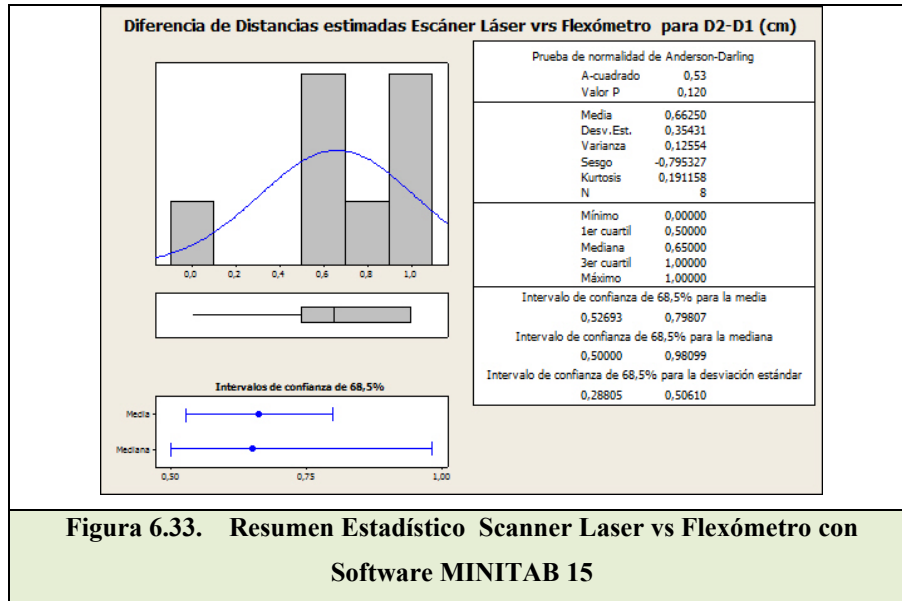 Diferencia de Distancias estimadas Escáner Láser vrs Flexómetro para D2-D1 (cm)
0,0 0,2 0,4 0,6 0,8 1,0
Intervalos de confianza de 68,5%
Media
Mediana
0,50 0,75 1,00
Prueba de normalidad de Anderson-Darling
A-cuadrado 0,53
Valor P 0,120
Media 0,66250
Desv.Est. 0,35431
Varianza 0,12554
Sesgo -0,795327
Kurtosis 0,191158
N 8
Mínimo 0,00000
1er cuartil 0,50000
Mediana 0,65000
3er cuartil 1,00000
Máximo 1,00000
Intervalo de confianza de 68,5% para la media
0,52693 0,79807
Intervalo de confianza de 68,5% para la mediana
0,50000 0,98099
Intervalo de confianza de 68,5% para la desviación estándar
0,28805 0,50610
Figura 6.33. Resumen Estadístico Scanner Laser vs Flexómetro con
Software MINITAB 15